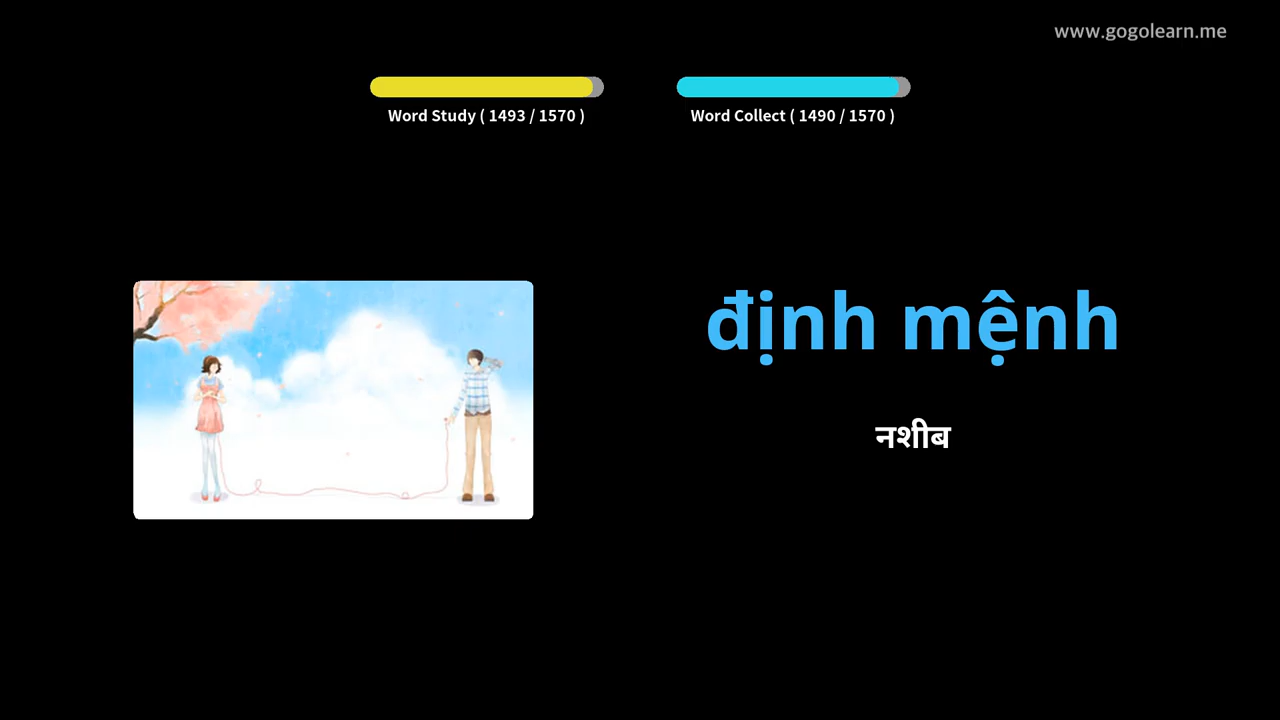 www.gogolearn.me
Word Study ( 1493 / 1570 )
Word Collect ( 1490 / 1570 )
định mệnh
नशीब